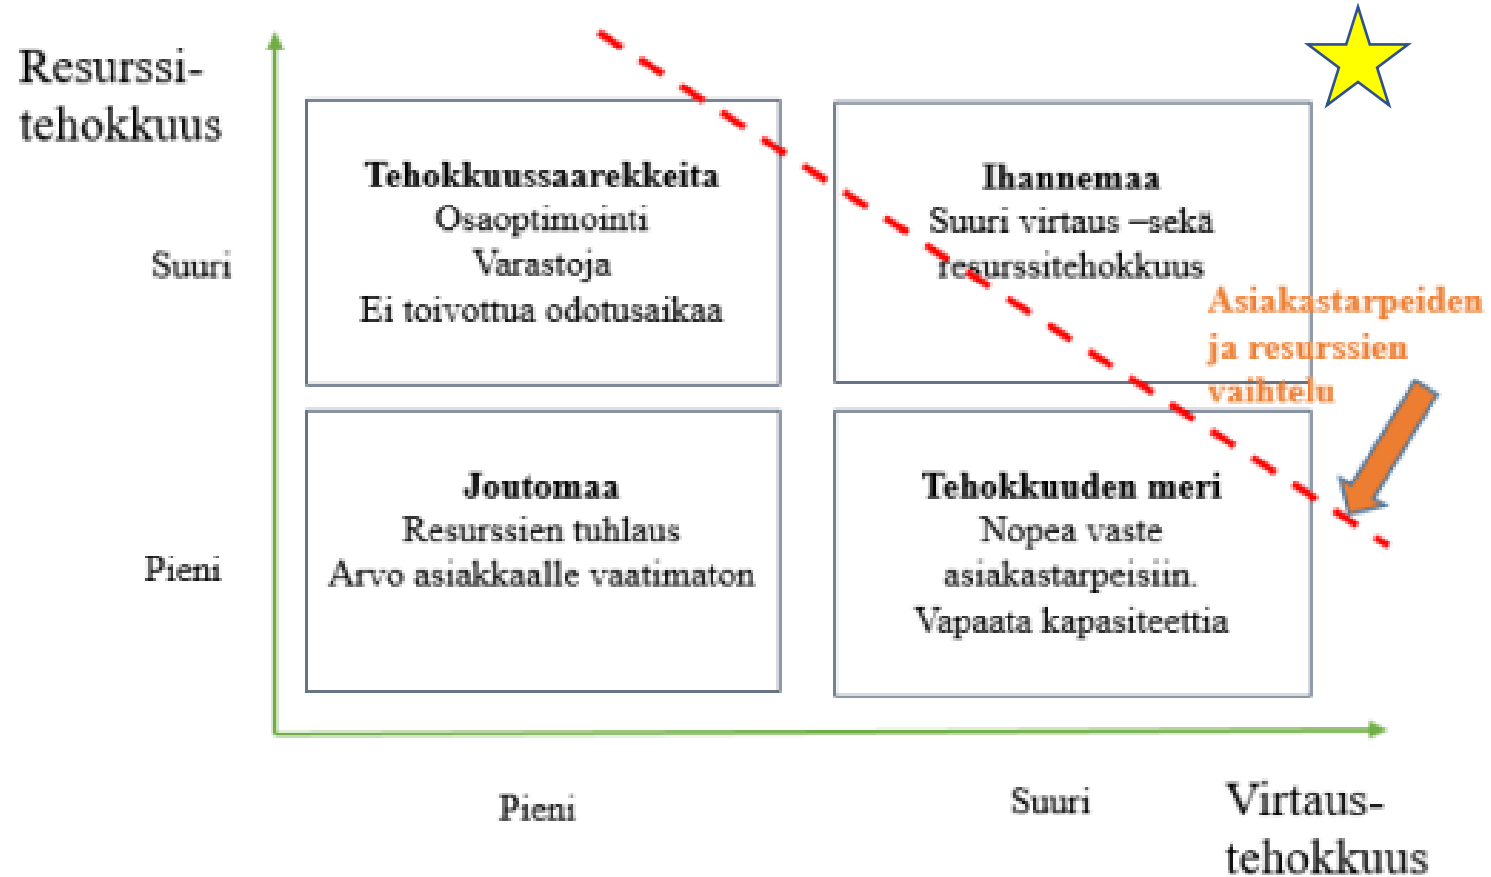 Resurssi-
tehokkuus
Tehokkuussaarekkeita
Osaoptimointi
Varastoja
Ei toivottua odotusaikaa
Ihannemaa
Suuri virtaus –sekä
resurssitehokkuus
Suuri
Asiakastarpeiden
ja resurssien
vaihtelu
Joutomaa
Resurssien tuhlaus
Arvo asiakkaalle vaatimaton
Tehokkuuden meri
Nopea vaste
asiakastarpeisiin.
Vapaata kapasiteettia
Pieni
Pieni
Suuri
Virtaus-
tehokkuus